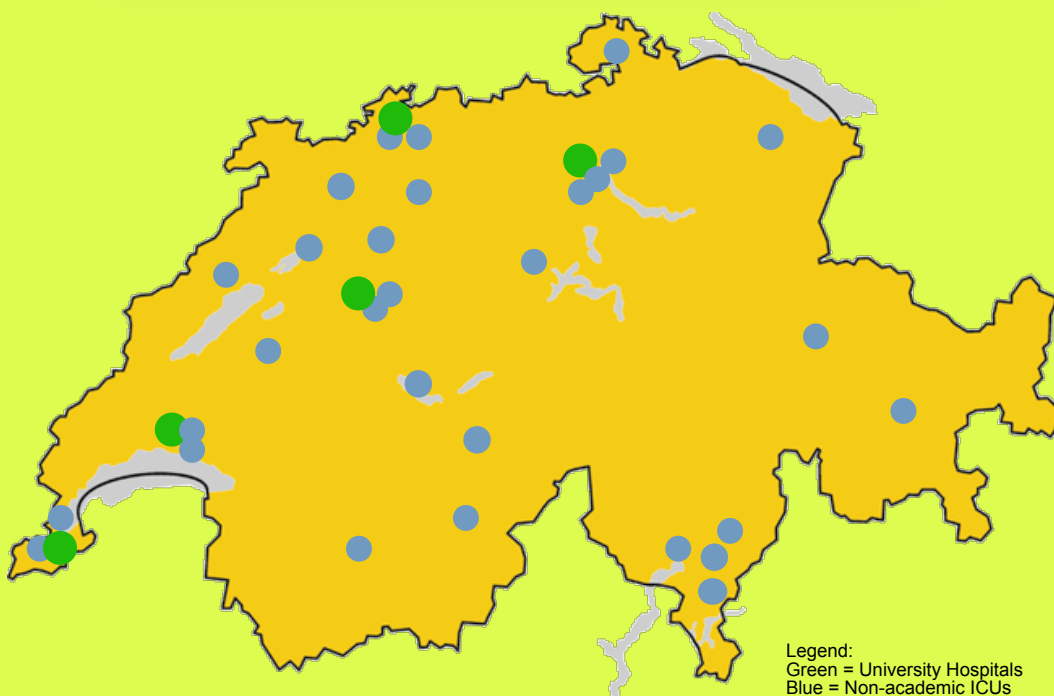 Legend:
Green = University Hospitals
Blue = Non-academic ICUs